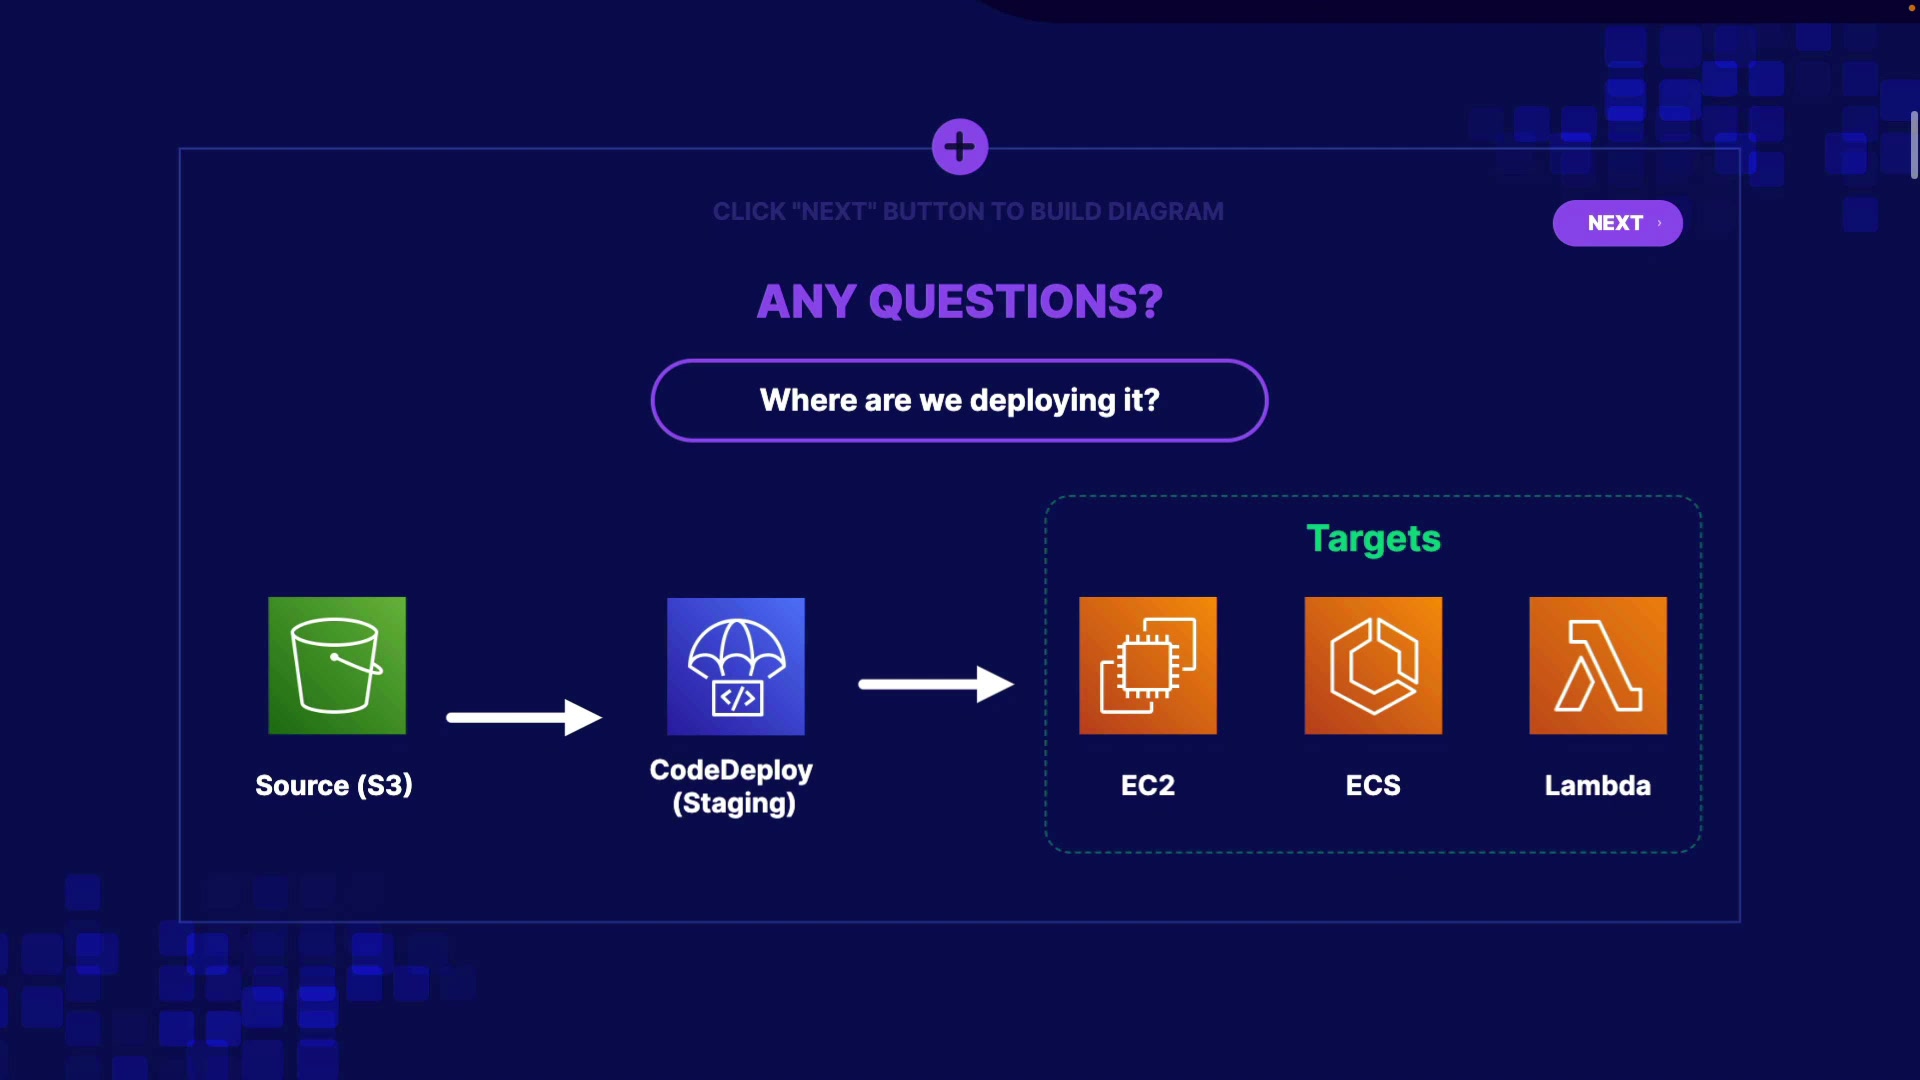 CLICK "NEXT" BUTTON TO BUILD DIAGRAM
NEXT ›
ANY QUESTIONS?
Where are we deploying it?
Targets
</>
Source (S3)
CodeDeploy
(Staging)
EC2
ECS
Lambda